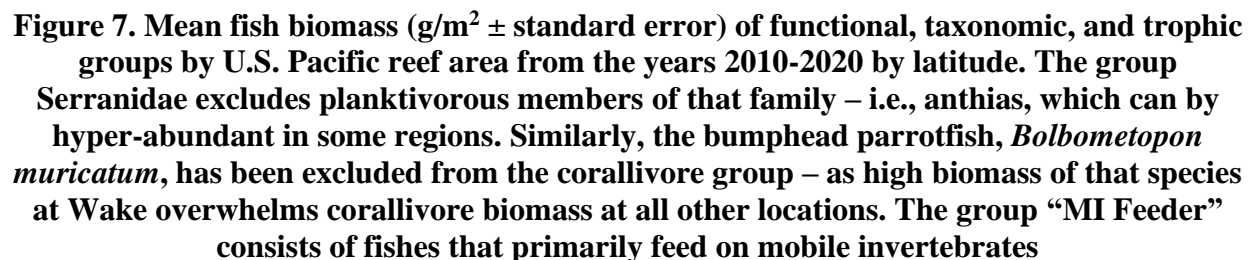 Figure 7. Mean fish biomass (g/m² ± standard error) of functional, taxonomic, and trophic
groups by U.S. Pacific reef area from the years 2010-2020 by latitude. The group
Serranidae excludes planktivorous members of that family – i.e., anthias, which can by
hyper-abundant in some regions. Similarly, the bumphead parrotfish, Bolbometopon
muricatum, has been excluded from the corallivore group – as high biomass of that species
at Wake overwhelms corallivore biomass at all other locations. The group “MI Feeder”
consists of fishes that primarily feed on mobile invertebrates